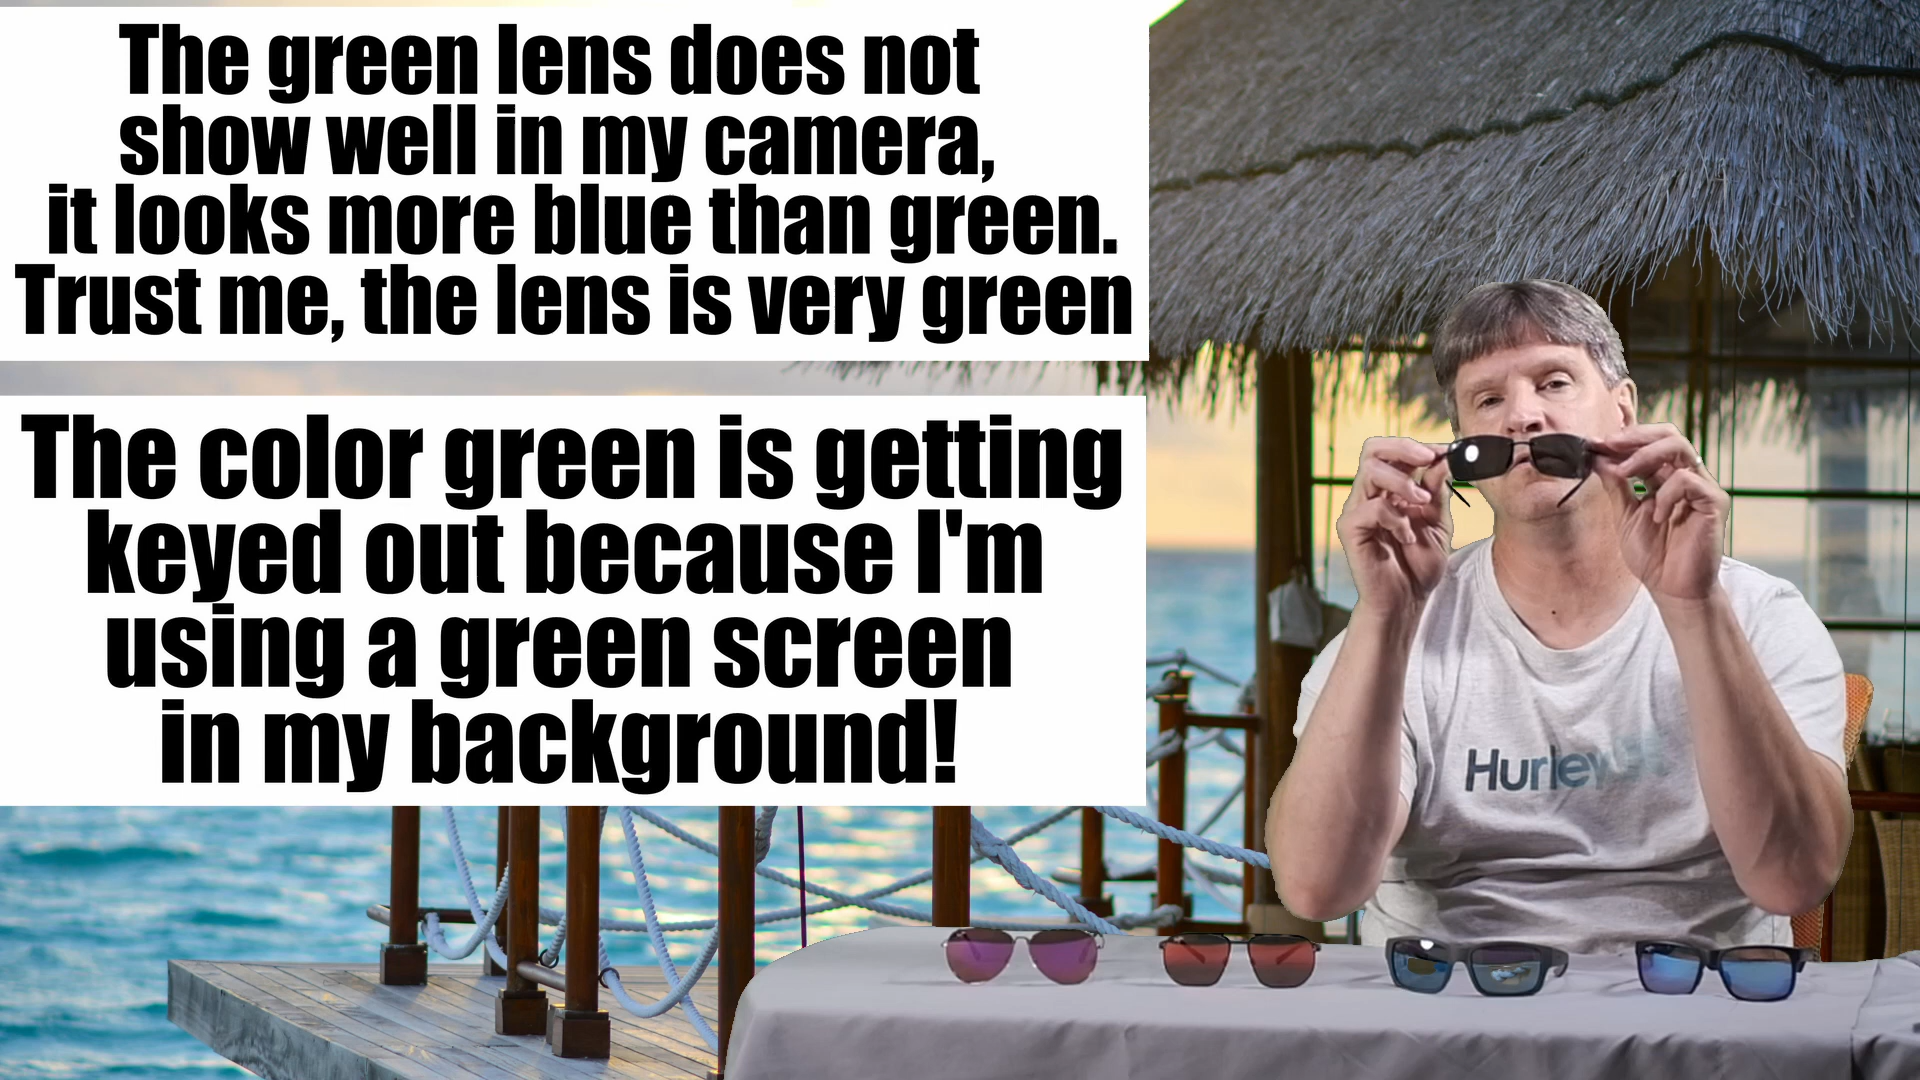 The green lens does not
show well in my camera,
it looks more blue than green.
Trust me, the lens is very green
The color green is getting
keyed out because I'm
using a green screen
in my background!
Hurley